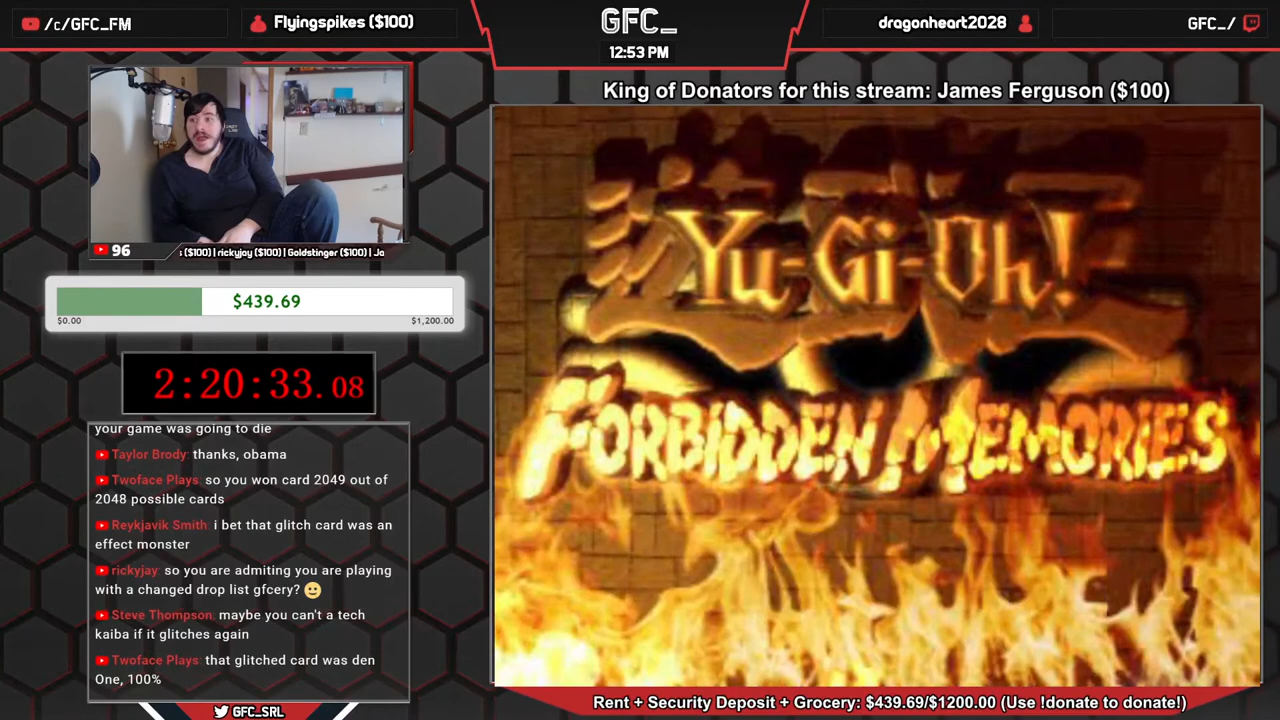 /c/GFC_FM
Flyingspikes ($100)
GFC_
12:53 PM
dragonheart2028
GFC_/
King of Donators for this stream: James Ferguson ($100)
96
($100) | rickyjay ($100) | Goldstinger ($100) | Ja
$439.69
$0.00
$1,200.00
2:20:33.08
your game was going to die
Taylor Brody: thanks, obama
Twoface Plays: so you won card 2049 out of
2048 possible cards
Reykjavik Smith: i bet that glitch card was an
effect monster
rickyjay: so you are admiting you are playing
with a changed drop list gfcery?
Steve Thompson: maybe you can't a tech
kaiba if it glitches again
Twoface Plays: that glitched card was den
One, 100%
GFC_SRL
Yu-Gi-Oh!
FORBIDDEN MEMORIES
Rent + Security Deposit + Grocery: $439.69/$1200.00 (Use !donate to donate!)